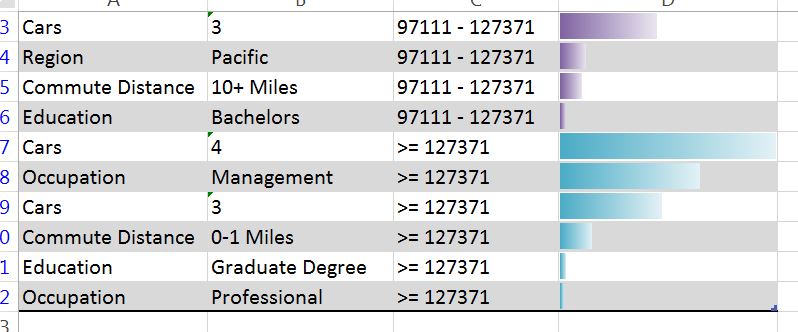 A B C D
3 Cars 3 97111 - 127371
4 Region Pacific 97111 - 127371
5 Commute Distance 10+ Miles 97111 - 127371
6 Education Bachelors 97111 - 127371
7 Cars 4 >= 127371
8 Occupation Management >= 127371
9 Cars 3 >= 127371
0 Commute Distance 0-1 Miles >= 127371
1 Education Graduate Degree >= 127371
2 Occupation Professional >= 127371
3